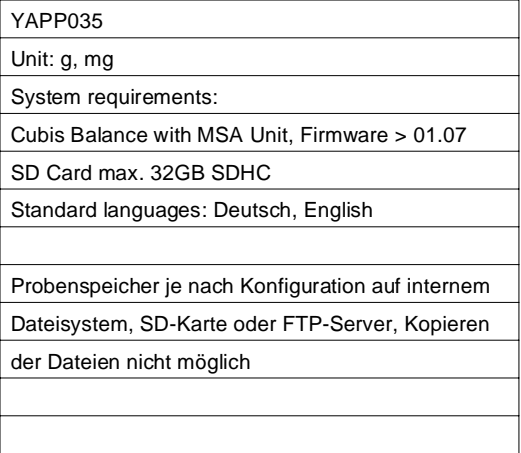 YAPP035
Unit: g, mg
System requirements:
Cubis Balance with MSA Unit, Firmware > 01.07
SD Card max. 32GB SDHC
Standard languages: Deutsch, English
Probenspeicher je nach Konfiguration auf internem
Dateisystem, SD-Karte oder FTP-Server, Kopieren
der Dateien nicht möglich